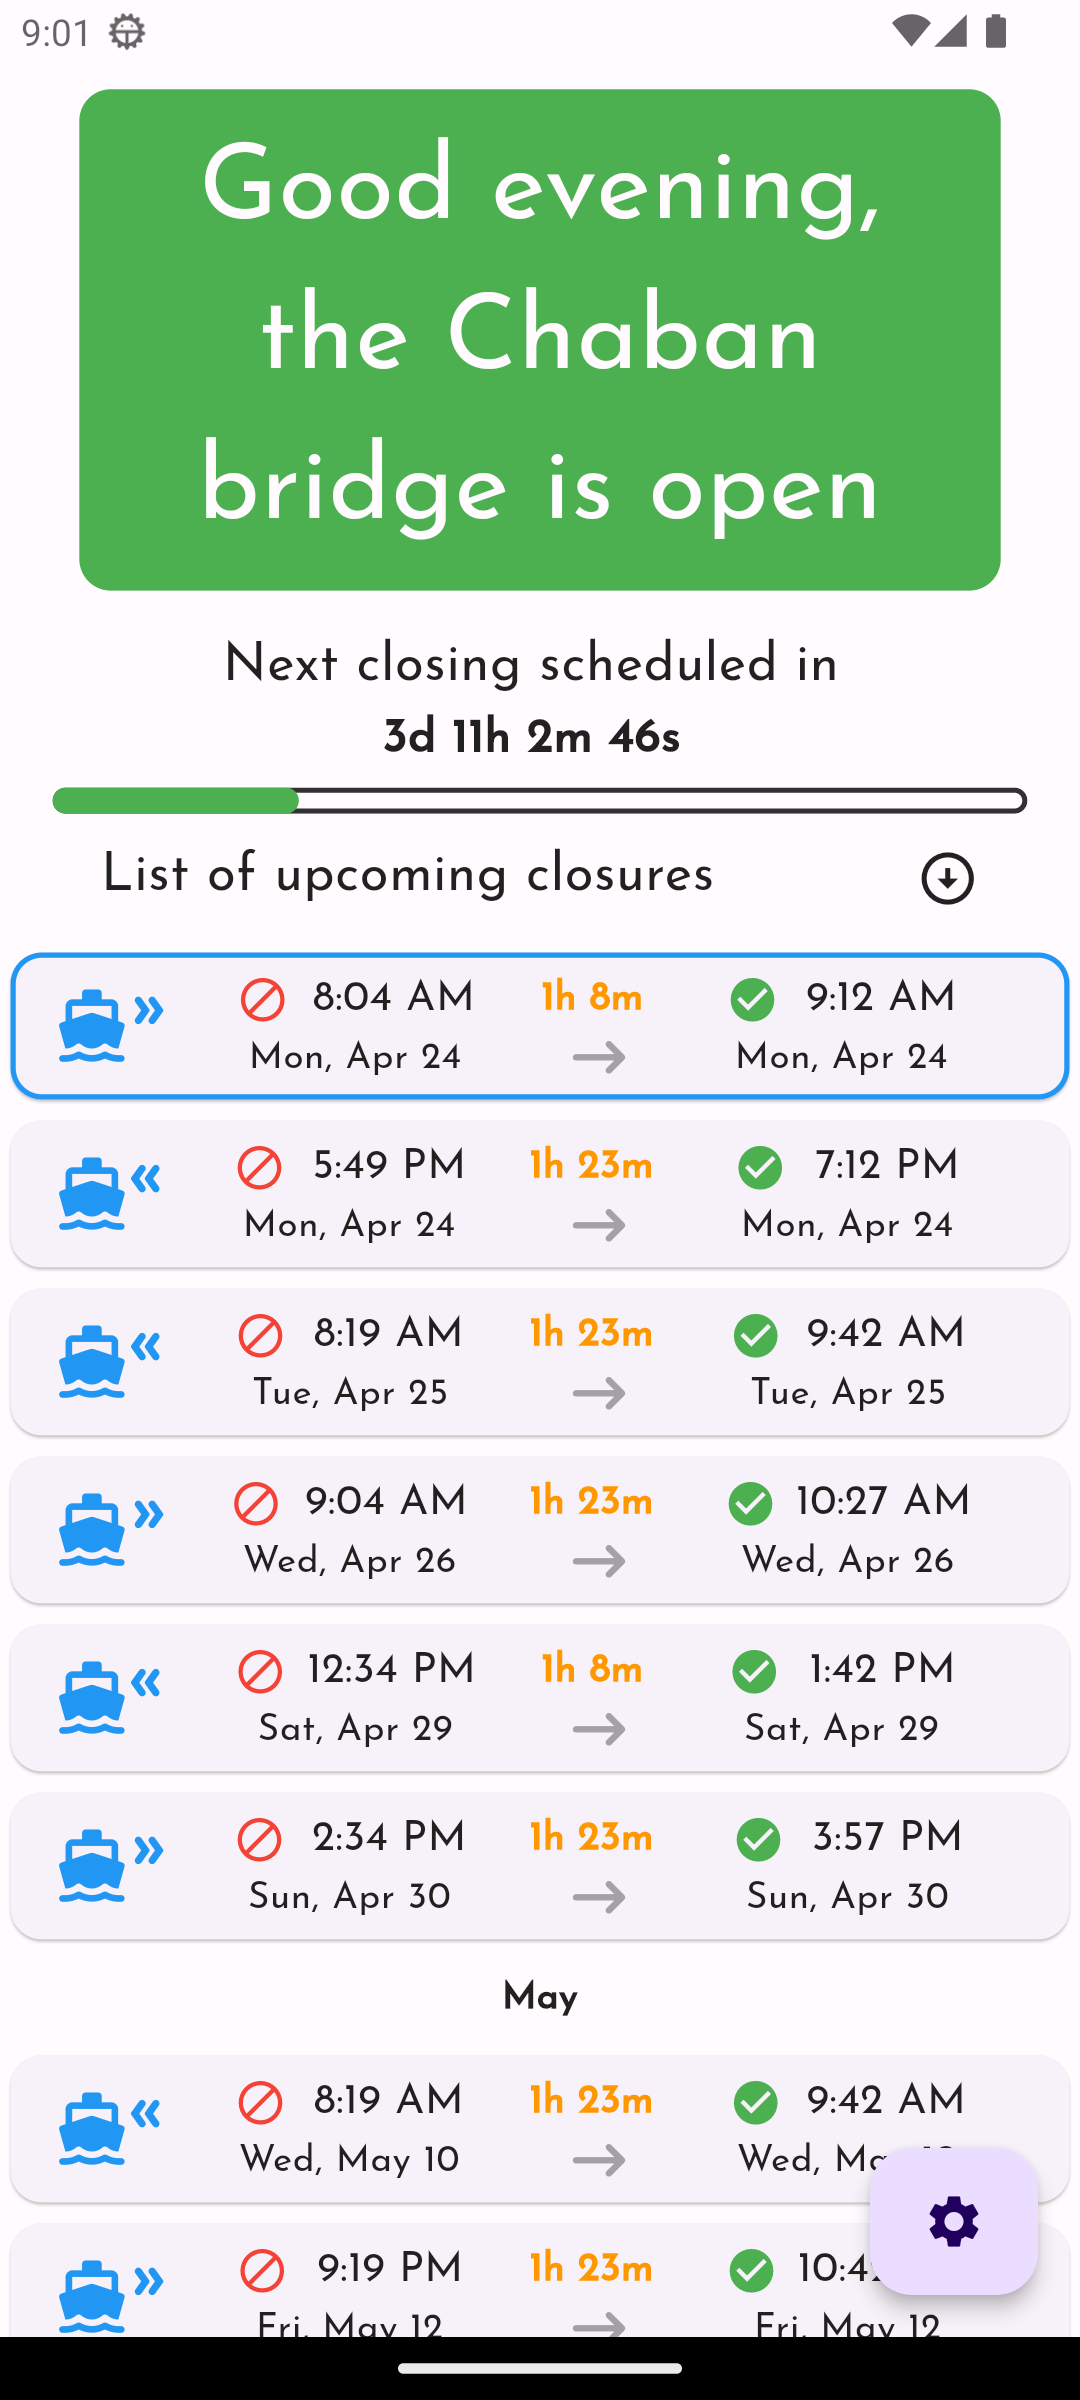 9:01
Good evening,
the Chaban
bridge is open
Next closing scheduled in
3d 11h 2m 46s
List of upcoming closures
8:04 AM 1h 8m 9:12 AM
Mon, Apr 24 Mon, Apr 24
5:49 PM 1h 23m 7:12 PM
Mon, Apr 24 Mon, Apr 24
8:19 AM 1h 23m 9:42 AM
Tue, Apr 25 Tue, Apr 25
9:04 AM 1h 23m 10:27 AM
Wed, Apr 26 Wed, Apr 26
12:34 PM 1h 8m 1:42 PM
Sat, Apr 29 Sat, Apr 29
2:34 PM 1h 23m 3:57 PM
Sun, Apr 30 Sun, Apr 30
May
8:19 AM 1h 23m 9:42 AM
Wed, May 10 Wed,
9:19 PM 1h 23m
Fri, May 12 Fri, May 12